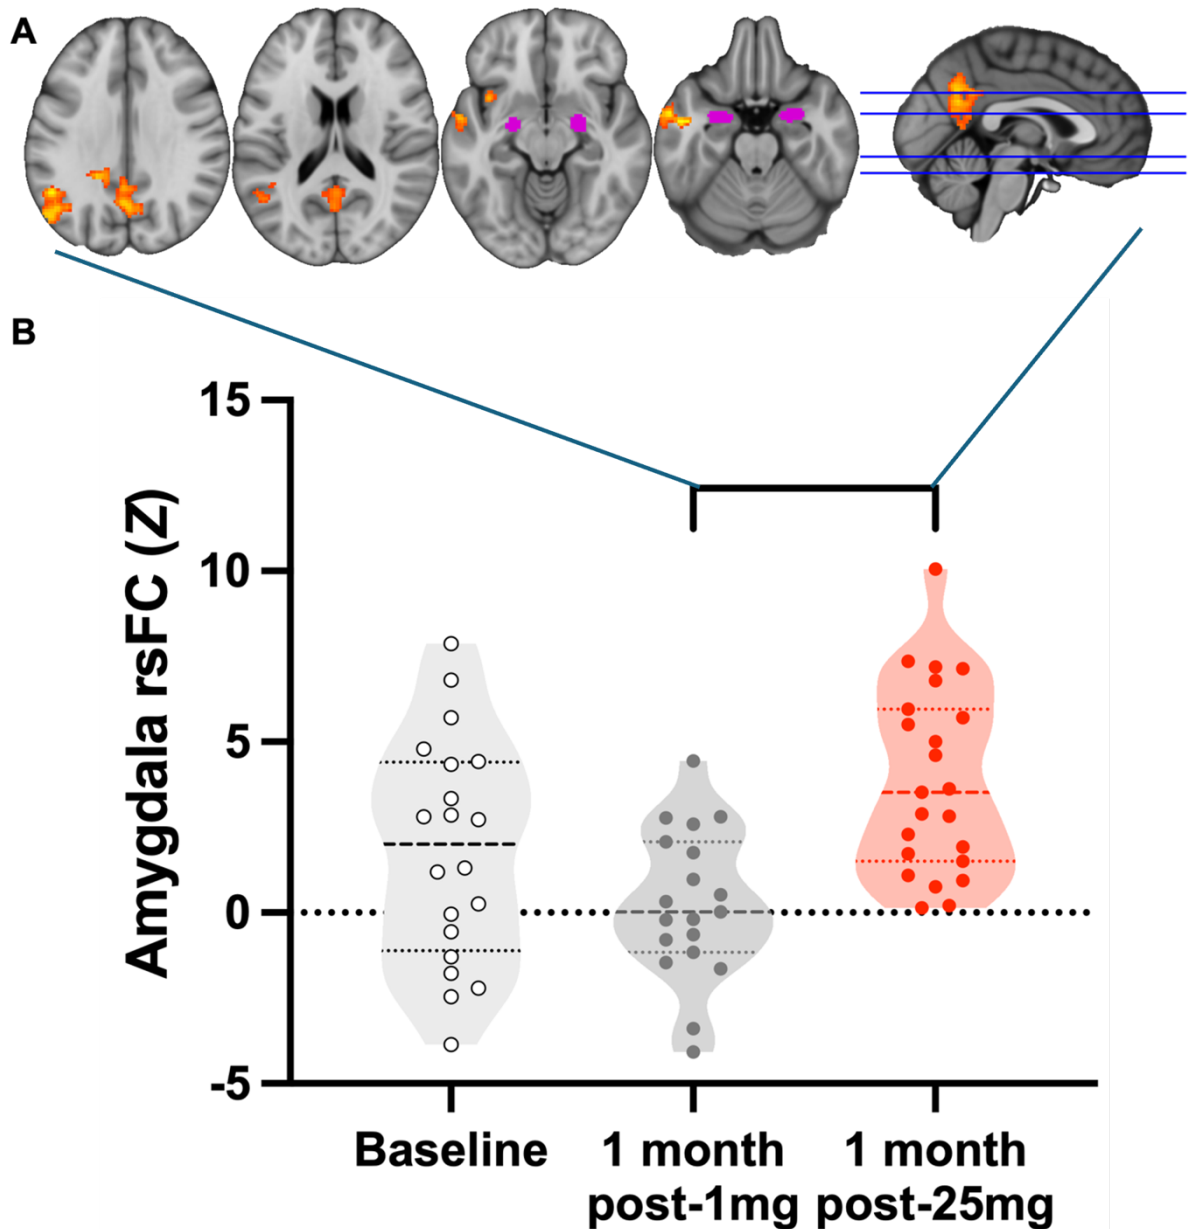 A
B
15
10
5
0
-5
Amygdala rsFC (Z)
Baseline
1 month
post-1mg
1 month
post-25mg